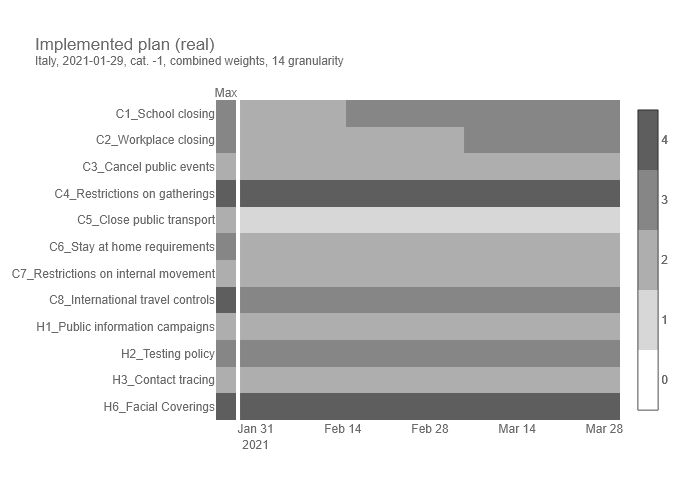 Implemented plan (real)
Italy, 2021-01-29, cat. -1, combined weights, 14 granularity
Max
C1_School closing
C2_Workplace closing
C3_Cancel public events
C4_Restrictions on gatherings
C5_Close public transport
C6_Stay at home requirements
C7_Restrictions on internal movement
C8_International travel controls
H1_Public information campaigns
H2_Testing policy
H3_Contact tracing
H6_Facial Coverings
4
3
2
1
0
Jan 31 Feb 14 Feb 28 Mar 14 Mar 28
2021